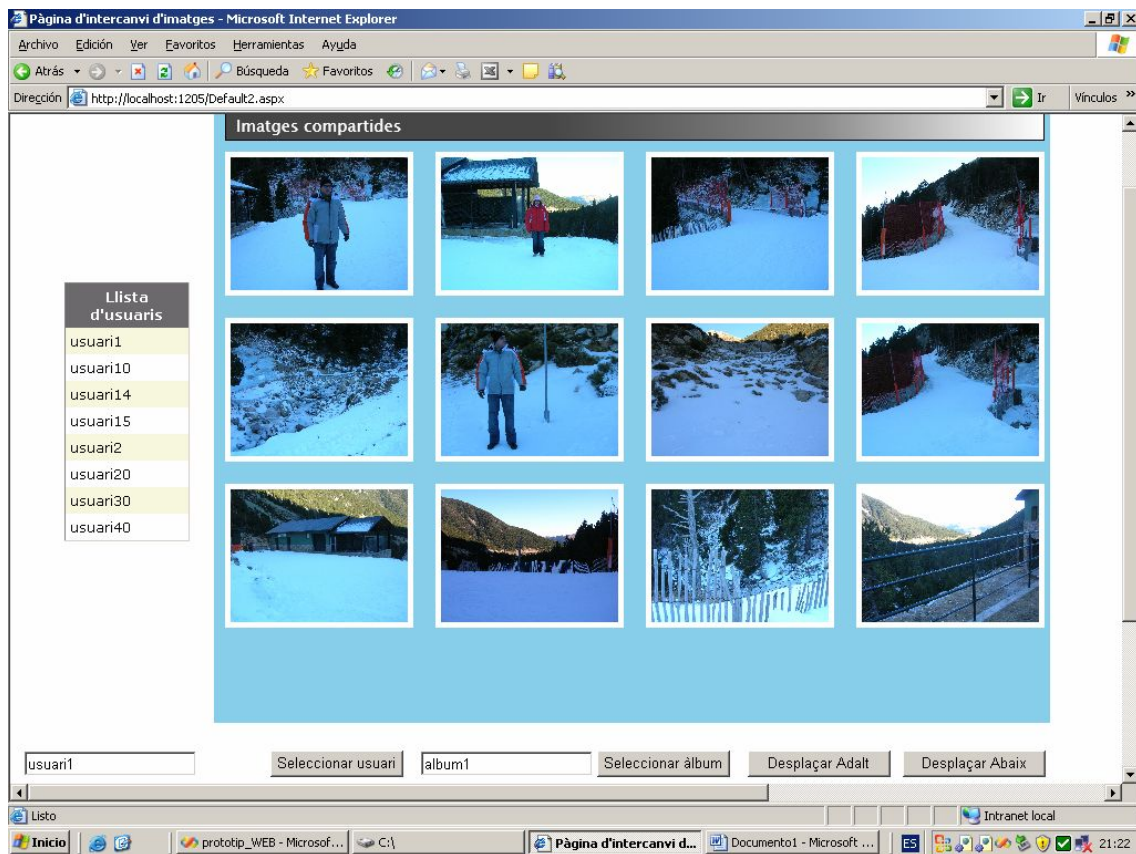 Pàgina d'intercanvi d'imatges - Microsoft Internet Explorer
Archivo Edición Ver Favoritos Herramientas Ayuda
Atrás Búsqueda Favoritos
Dirección http://localhost:1205/Default2.aspx Ir Vínculos »
Imatges compartides
Llista
d'usuaris
usuari1
usuari10
usuari14
usuari15
usuari2
usuari20
usuari30
usuari40
usuari1 Seleccionar usuari album1 Seleccionar àlbum Desplaçar Adalt Desplaçar Abaix
Listo Intranet local
Inicio prototip_WEB - Microsof... C:\ Pàgina d'intercanvi d... Documento1 - Microsoft ... ES 21:22